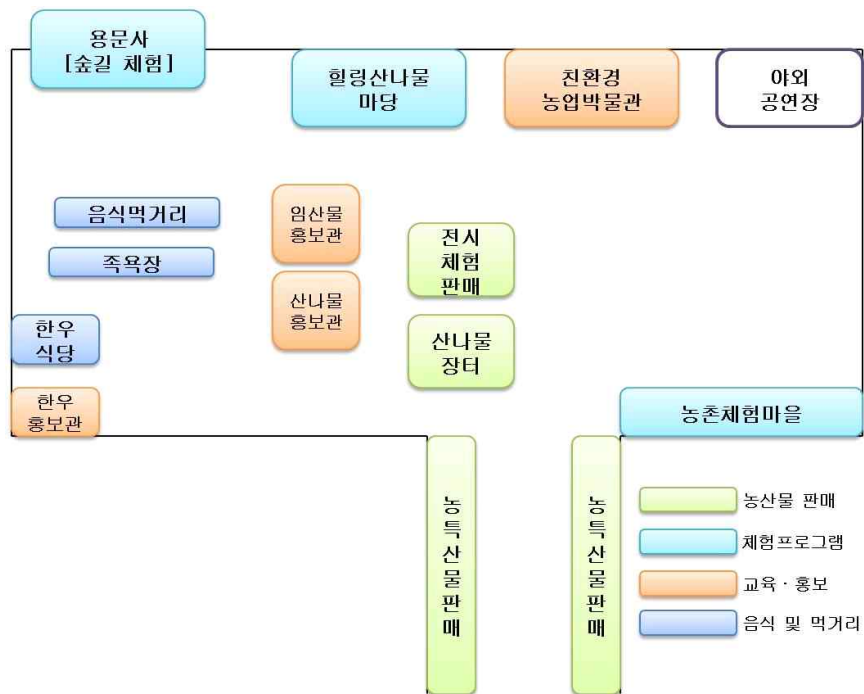 용문사
[숲길 체험]
힐링산나물
마당
친환경
농업박물관
야외
공연장
음식먹거리
족욕장
임산물
홍보관
산나물
홍보관
전시
체험
판매
산나물
장터
한우
식당
한우
홍보관
농촌체험마을
농특산물판매
농특산물판매
농산물 판매
체험프로그램
교육·홍보
음식 및 먹거리